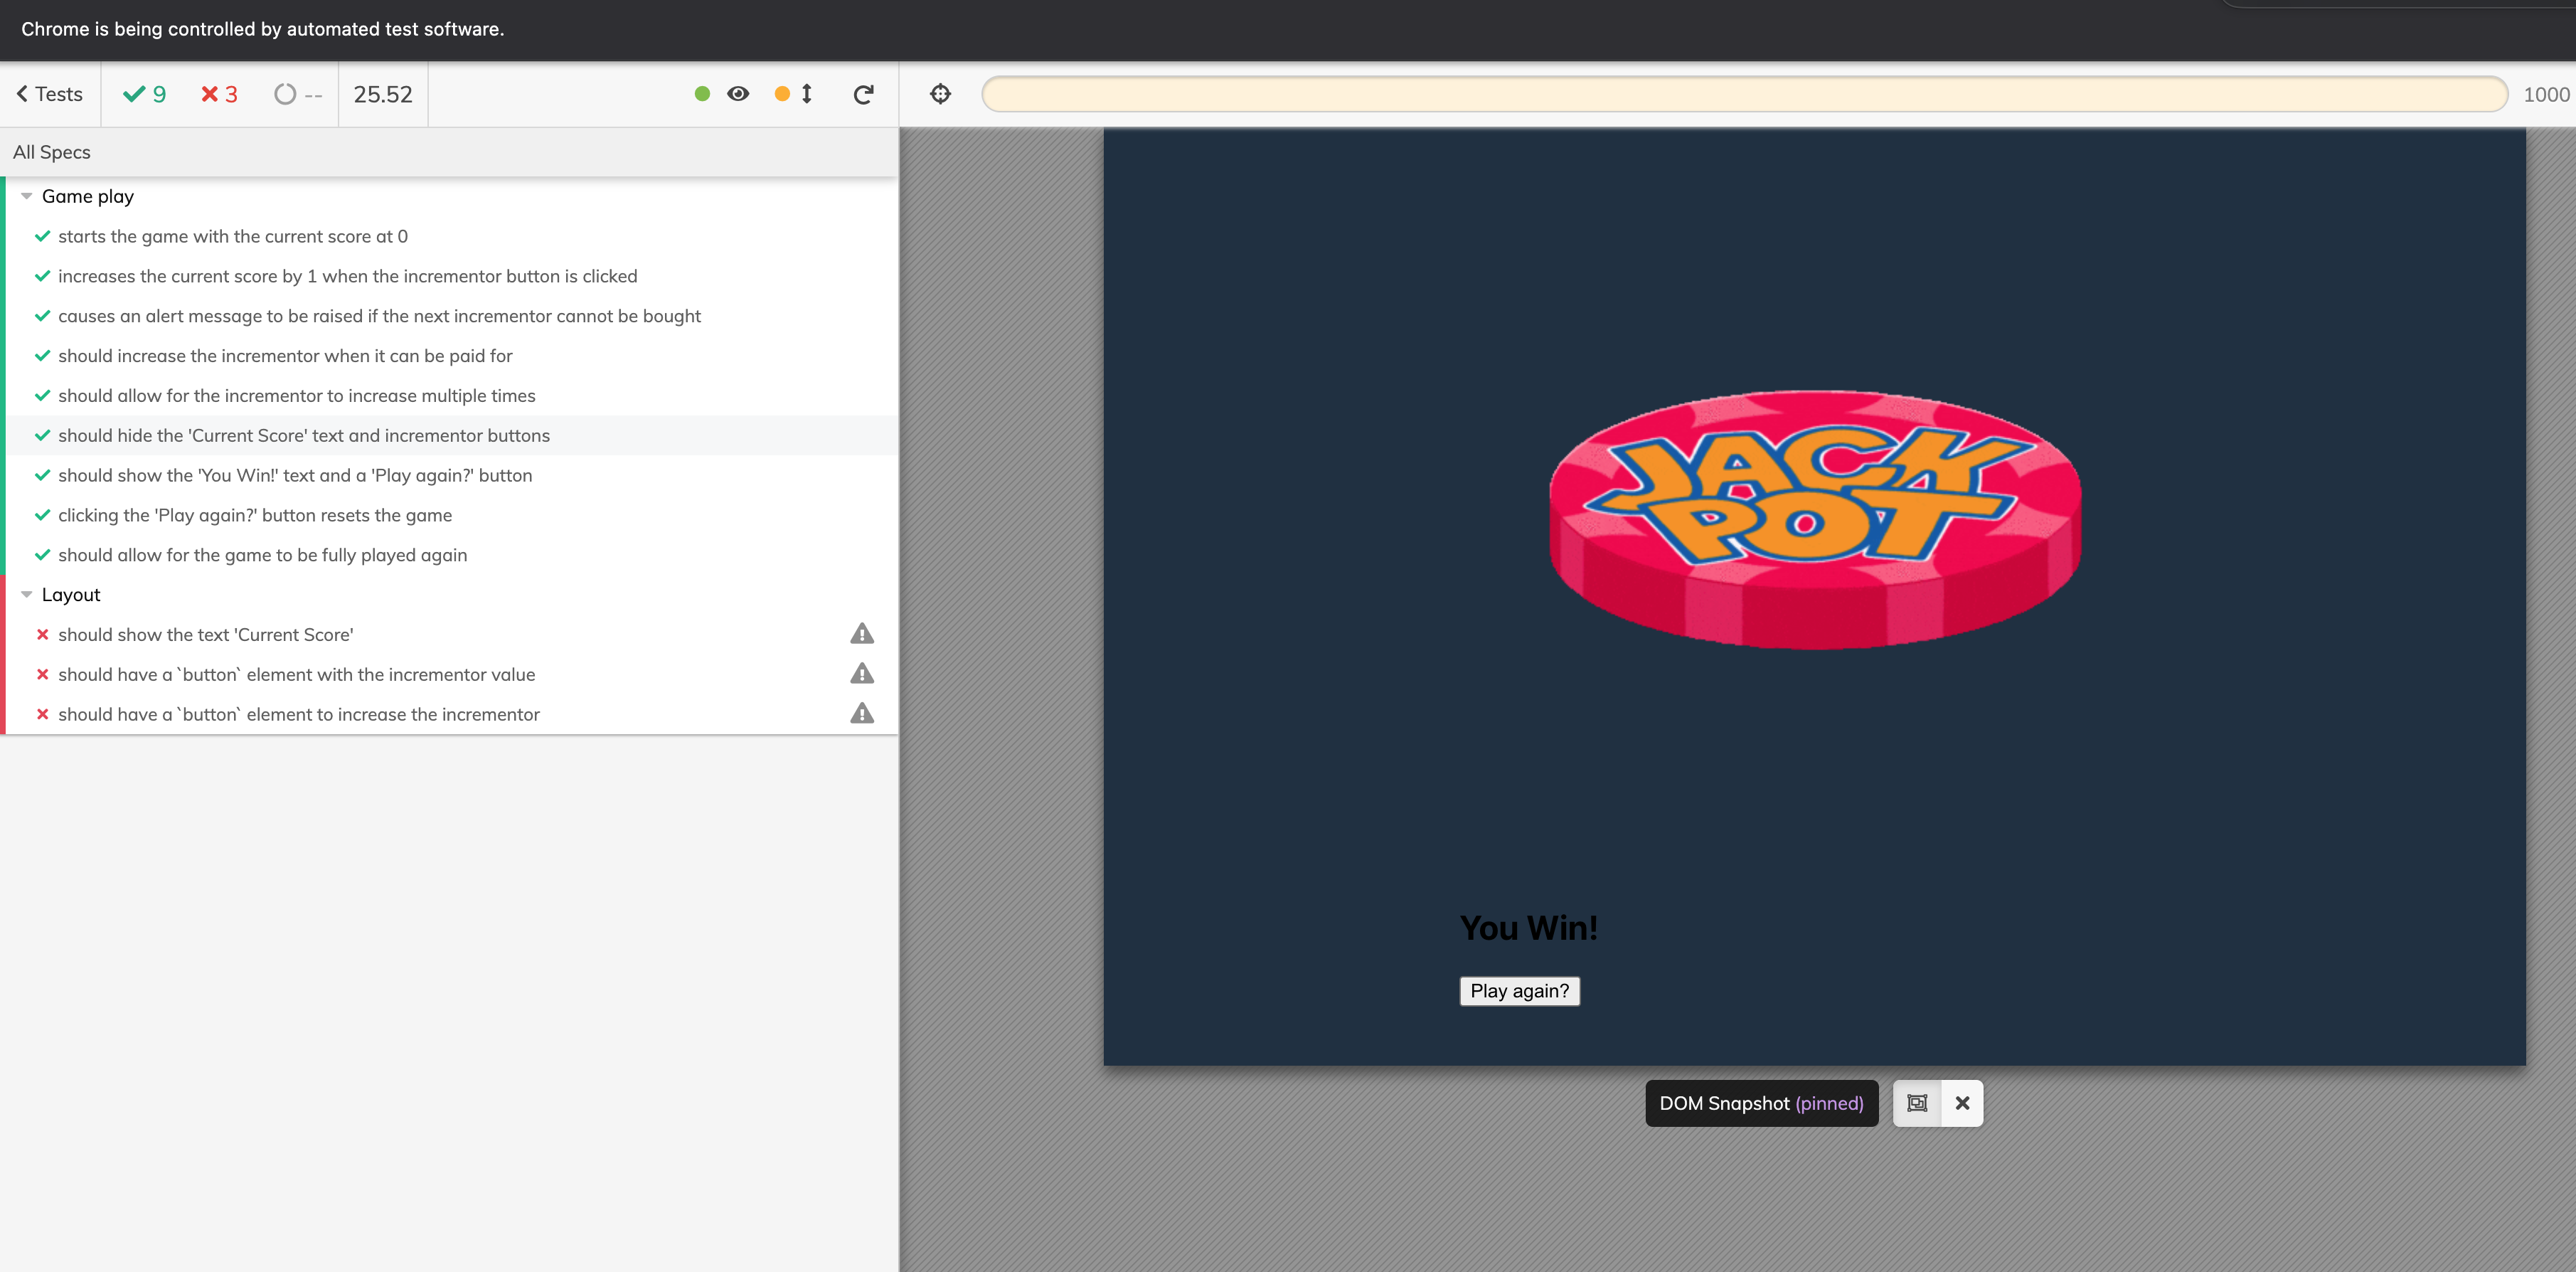 Chrome is being controlled by automated test software.
Tests 9 3 -- 25.52 1000
All Specs
Game play
starts the game with the current score at 0
increases the current score by 1 when the incrementor button is clicked
causes an alert message to be raised if the next incrementor cannot be bought
should increase the incrementor when it can be paid for
should allow for the incrementor to increase multiple times
should hide the 'Current Score' text and incrementor buttons
should show the 'You Win!' text and a 'Play again?' button
clicking the 'Play again?' button resets the game
should allow for the game to be fully played again
Layout
should show the text 'Current Score'
should have a `button` element with the incrementor value
should have a `button` element to increase the incrementor
JACK
POT
You Win!
Play again?
DOM Snapshot (pinned)